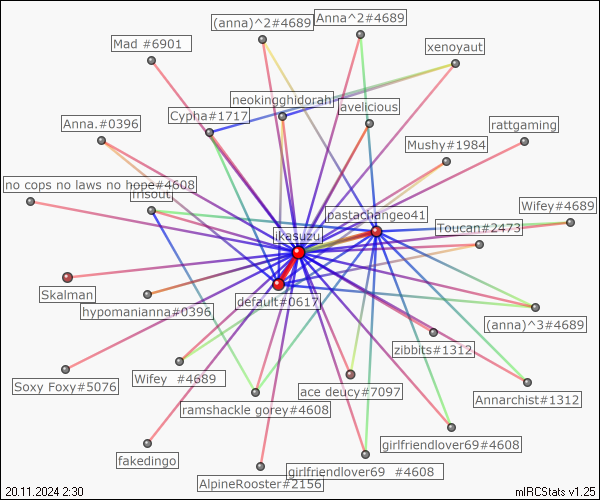 (anna)^2#4689
Anna^2#4689
Mad #6901
xenoyaut
neokingghidorah
Cypha#1717
avelicious
Anna.#0396
Mushy#1984
rattgaming
no cops no laws no hope#4608
frisout
pastachangeo41
Wifey#4689
ikasuzu
Toucan#2473
Skalman
default#0617
hypomanianna#0396
(anna)^3#4689
zibbits#1312
Soxy Foxy#5076
Wifey  #4689
ace deucy#7097
Annarchist#1312
ramshackle gorey#4608
girlfriendlover69#4608
fakedingo
girlfriendlover69  #4608
AlpineRooster#2156
20.11.2024 2:30
mIRCStats v1.25